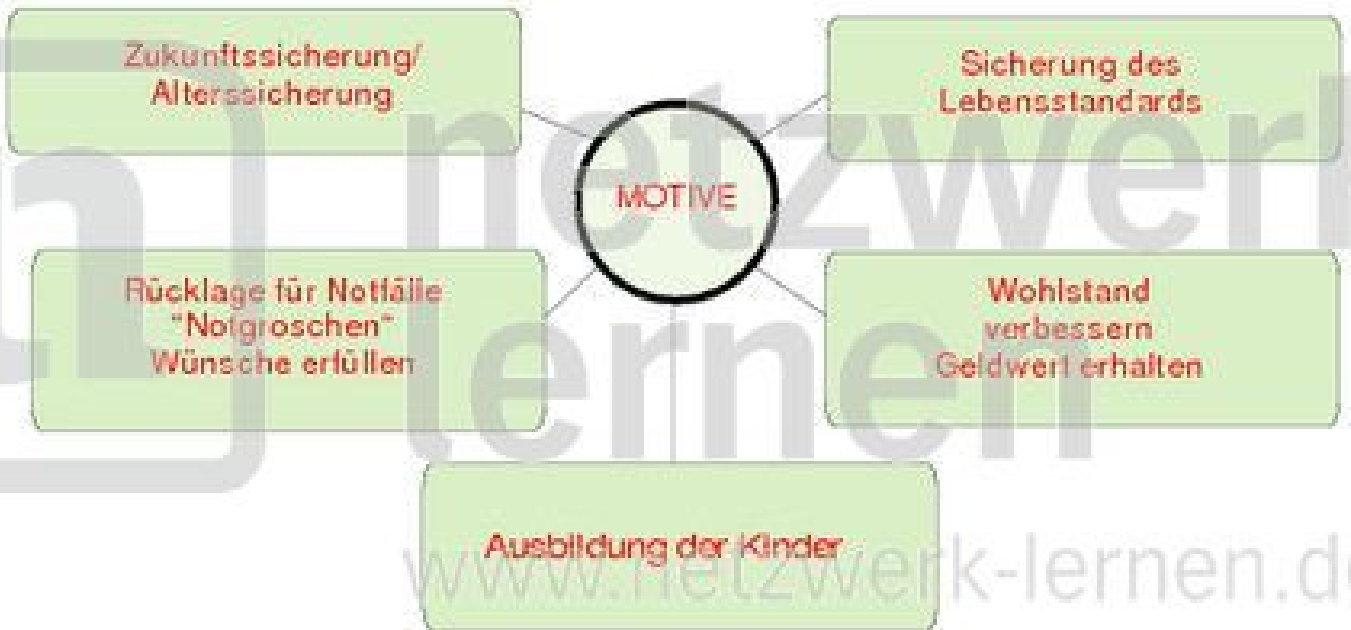 Zukunftssicherung/
Alterssicherung
Sicherung des
Lebensstandards
MOTIVE
Rücklage für Notfälle
"Notgroschen"
Wünsche erfüllen
Wohlstand
verbessern
Geldwert erhalten
Ausbildung der Kinder
netzwerk
lernen
www.netzwerk-lernen.de